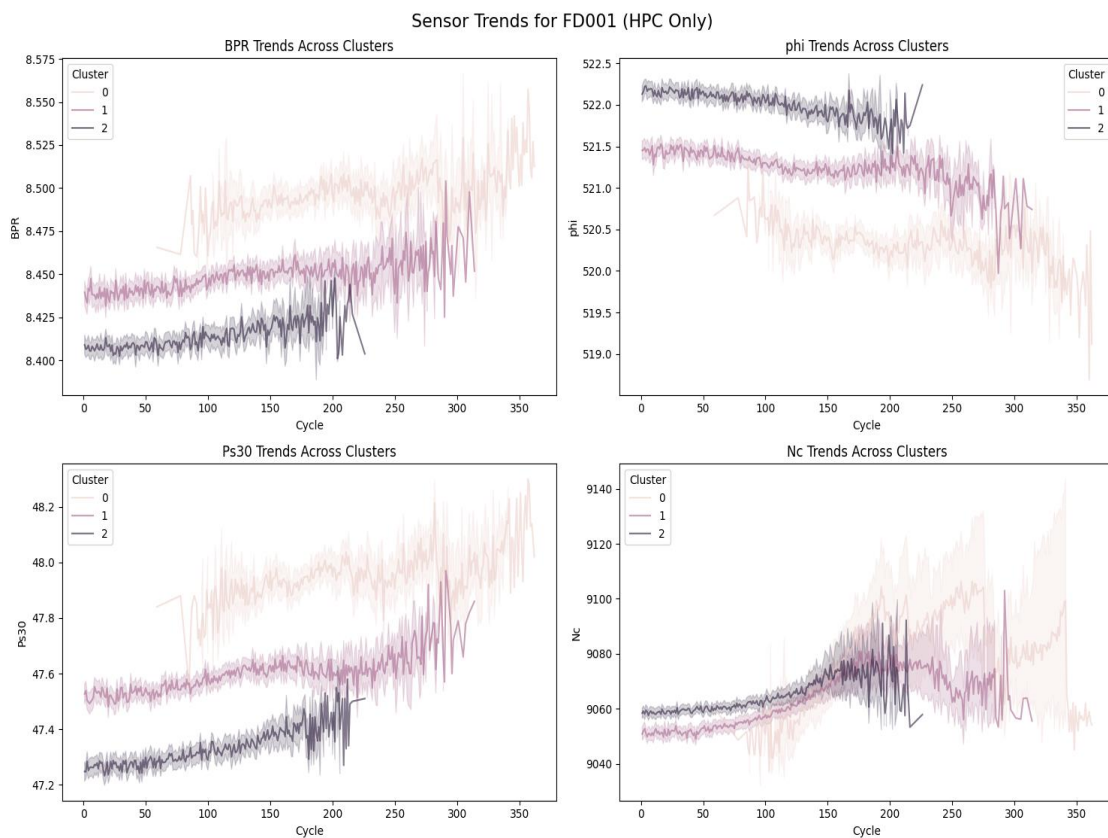 Sensor Trends for FD001 (HPC Only)
BPR Trends Across Clusters
8.575
8.550
8.525
8.500
8.475
8.450
8.425
8.400
BPR
Cluster
0
1
2
0 50 100 150 200 250 300 350
Cycle
phi Trends Across Clusters
522.5
522.0
521.5
521.0
520.5
520.0
519.5
519.0
phi
Cluster
0
1
2
0 50 100 150 200 250 300 350
Cycle
Ps30 Trends Across Clusters
48.2
48.0
47.8
47.6
47.4
47.2
Ps30
Cluster
0
1
2
0 50 100 150 200 250 300 350
Cycle
Nc Trends Across Clusters
9140
9120
9100
9080
9060
9040
Nc
Cluster
0
1
2
0 50 100 150 200 250 300 350
Cycle